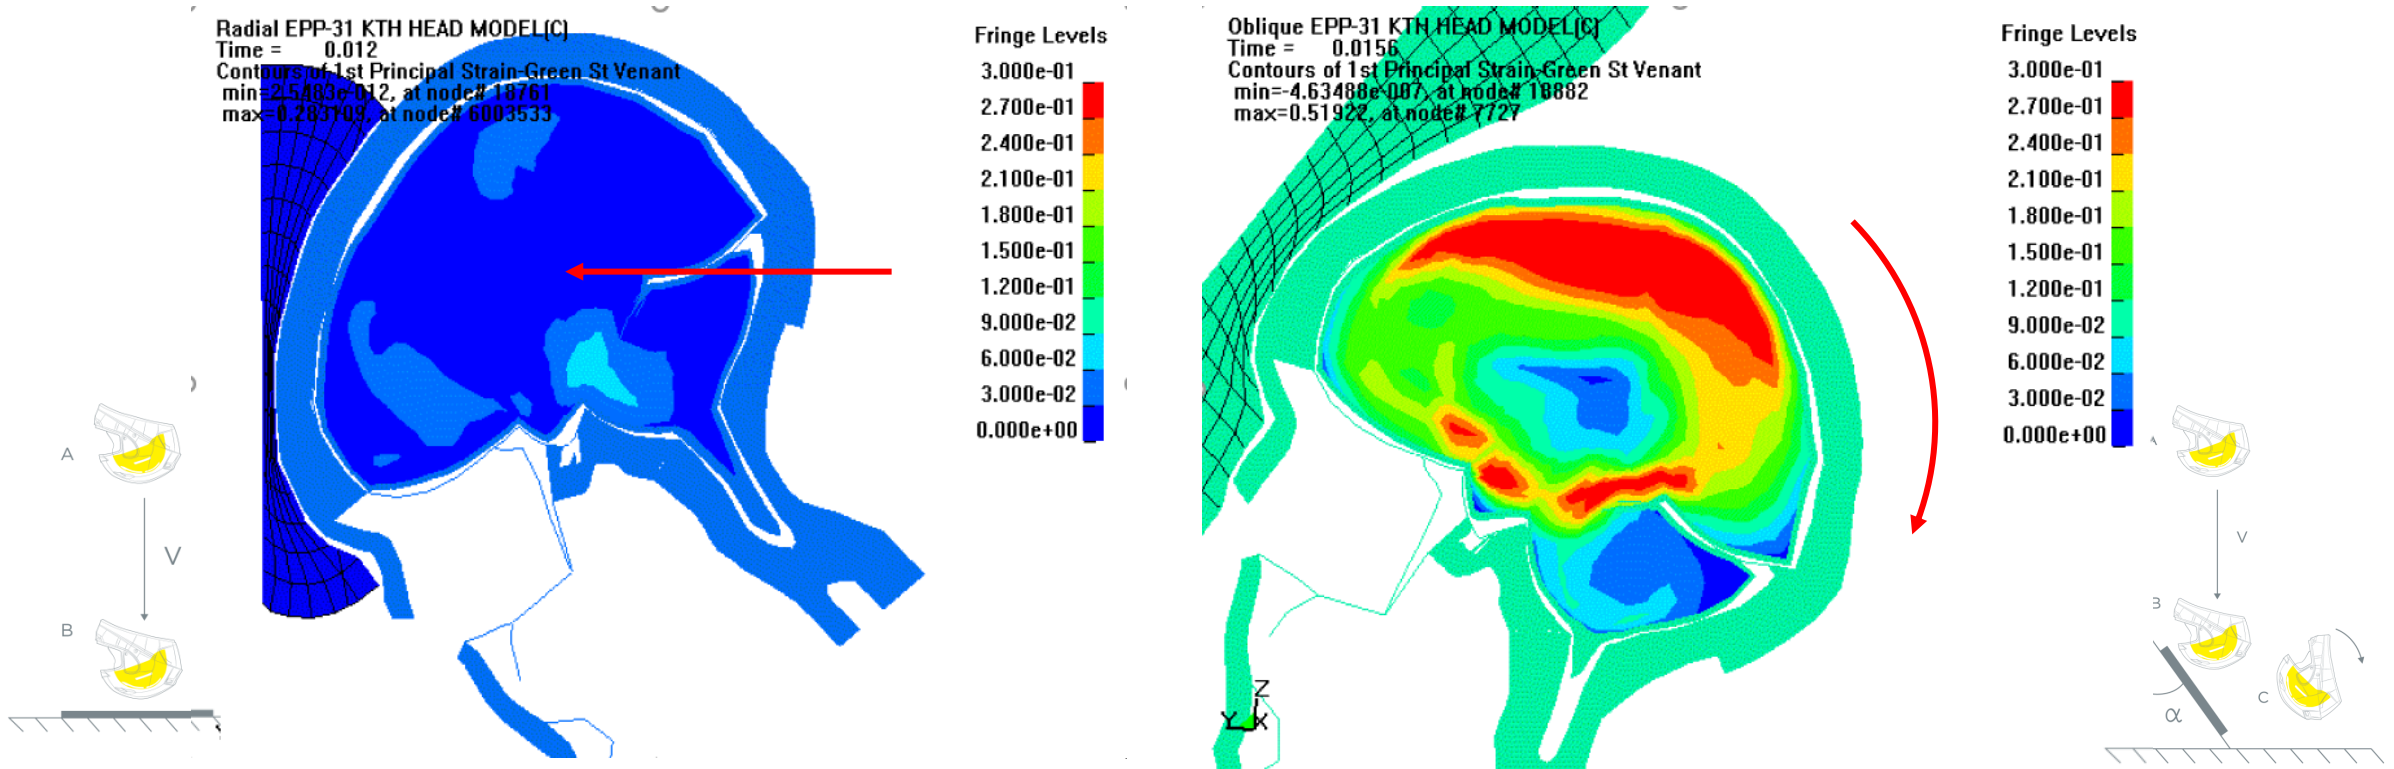 Radial EPP-31 KTH HEAD MODEL(C)
Time = 0.012
Contours of 1st Principal Strain-Green St Venant
min=2.5483e-012, at node# 18761
max=0.283709, at node# 6003533
Fringe Levels
3.000e-01
2.700e-01
2.400e-01
2.100e-01
1.800e-01
1.500e-01
1.200e-01
9.000e-02
6.000e-02
3.000e-02
0.000e+00
A
V
B
Oblique EPP-31 KTH HEAD MODEL(C)
Time = 0.0156
Contours of 1st Principal Strain-Green St Venant
min=-4.63488e-007, at node# 18882
max=0.51922, at node# 7727
Z
Y X
Fringe Levels
3.000e-01
2.700e-01
2.400e-01
2.100e-01
1.800e-01
1.500e-01
1.200e-01
9.000e-02
6.000e-02
3.000e-02
0.000e+00
A
V
B
C
α